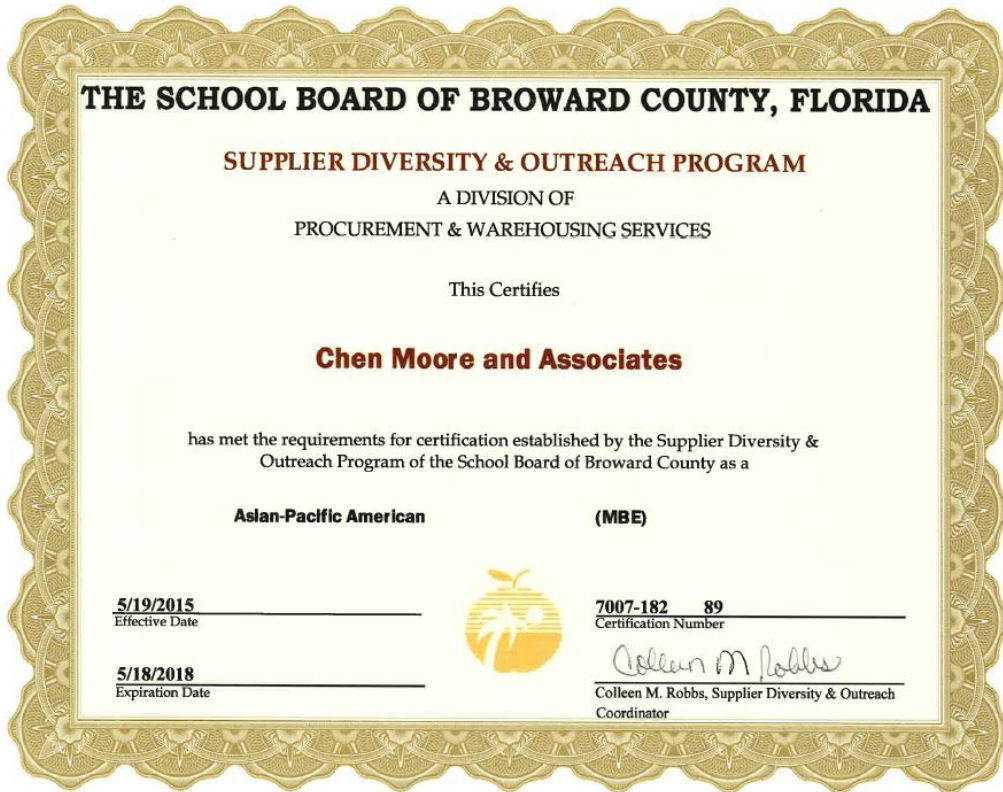 THE SCHOOL BOARD OF BROWARD COUNTY, FLORIDA
SUPPLIER DIVERSITY & OUTREACH PROGRAM
A DIVISION OF
PROCUREMENT & WAREHOUSING SERVICES
This Certifies
Chen Moore and Associates
has met the requirements for certification established by the Supplier Diversity &
Outreach Program of the School Board of Broward County as a
Asian-Pacific American (MBE)
5/19/2015
Effective Date
7007-182 89
Certification Number
5/18/2018
Expiration Date
Colleen M Robbs
Colleen M. Robbs, Supplier Diversity & Outreach
Coordinator